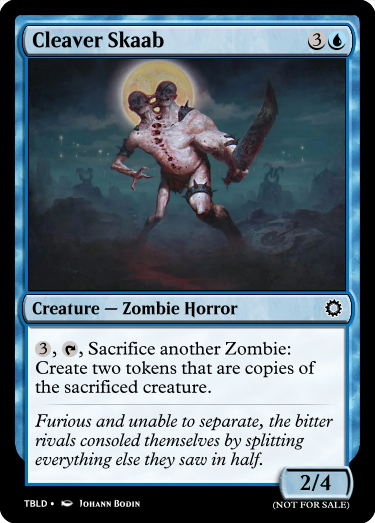 Cleaver Skaab 3
Creature — Zombie Horror
3, , Sacrifice another Zombie:
Create two tokens that are copies of
the sacrificed creature.
Furious and unable to separate, the bitter
rivals consoled themselves by splitting
everything else they saw in half.
2/4
TBLD • Johann Bodin
(NOT FOR SALE)